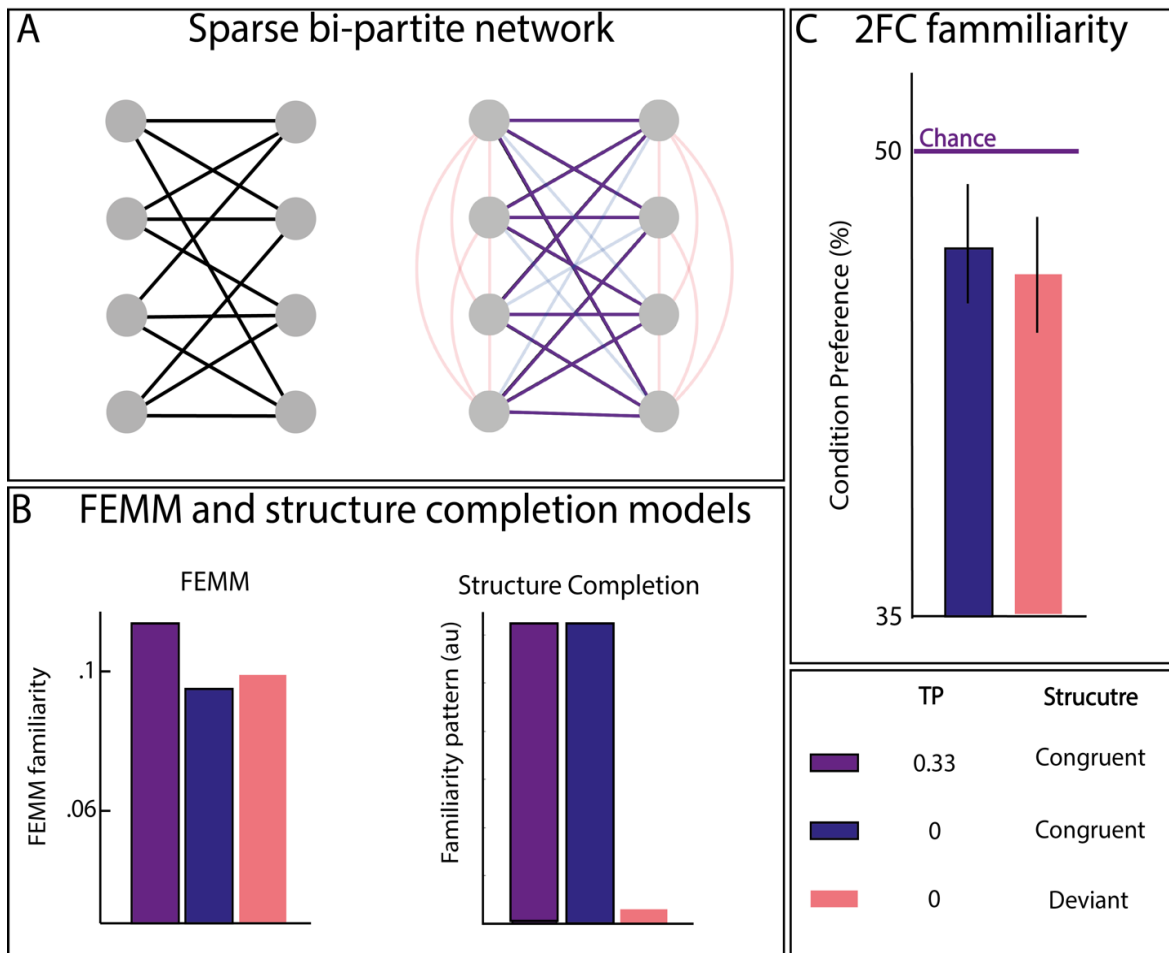 A
Sparse bi-partite network
B
FEMM and structure completion models
FEMM
FEMM familiarity
.1
.06
Structure Completion
Familiarity pattern (au)
C
2FC fammiliarity
Chance
50
35
Condition Preference (%)
TP Strucutre
0.33 Congruent
0 Congruent
0 Deviant